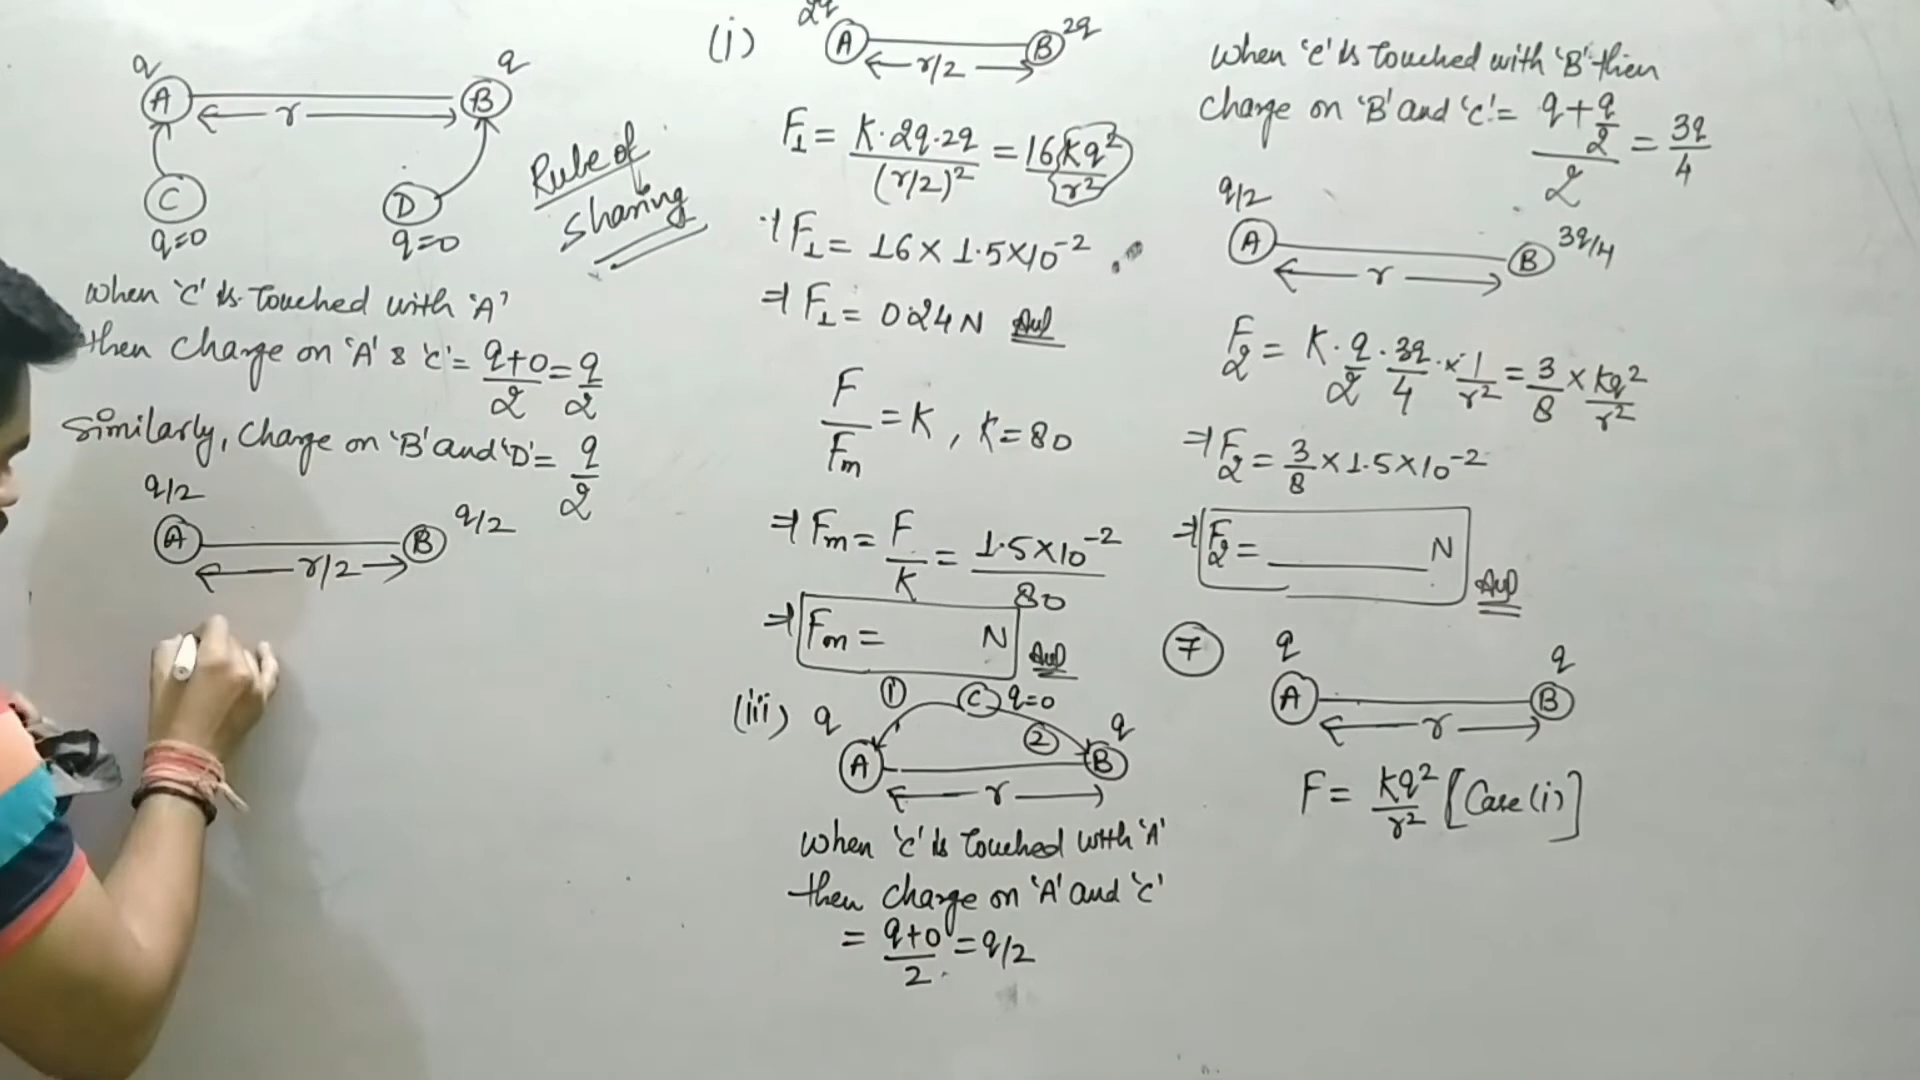 q q
A B
r
C D
q=0 q=0
Rule of
Sharing
When 'C' is Touched with 'A'
then Charge on 'A' & 'C' = (q+0)/2 = q/2
Similarly, Charge on 'B' and 'D' = q/2
q/2 q/2
A B
r/2
(i) 2q 2q
A B
r/2
F1 = K·2q·2q/(r/2)² = 16 Kq²/r²
⇒ F1 = 16 × 1.5×10⁻²
⇒ F1 = 0.24 N Ans
F/Fm = K, K=80
⇒ Fm = F/K = 1.5×10⁻²/80
⇒ Fm = N Ans
(iii) q 1 C q=0 2 q
A B
r
When 'C' is Touched with 'A'
then Charge on 'A' and 'C'
= (q+0)/2 = q/2
When 'C' is Touched with 'B' then
Charge on 'B' and 'C' = (q+q/2)/2 = 3q/4
q/2 3q/4
A B
r
F2 = K·q/2·3q/4·×1/r² = 3/8 × Kq²/r²
⇒ F2 = 3/8 × 1.5×10⁻²
⇒ F2 = ______ N Ans
7 q q
A B
r
F = Kq²/r² [Case (i)]